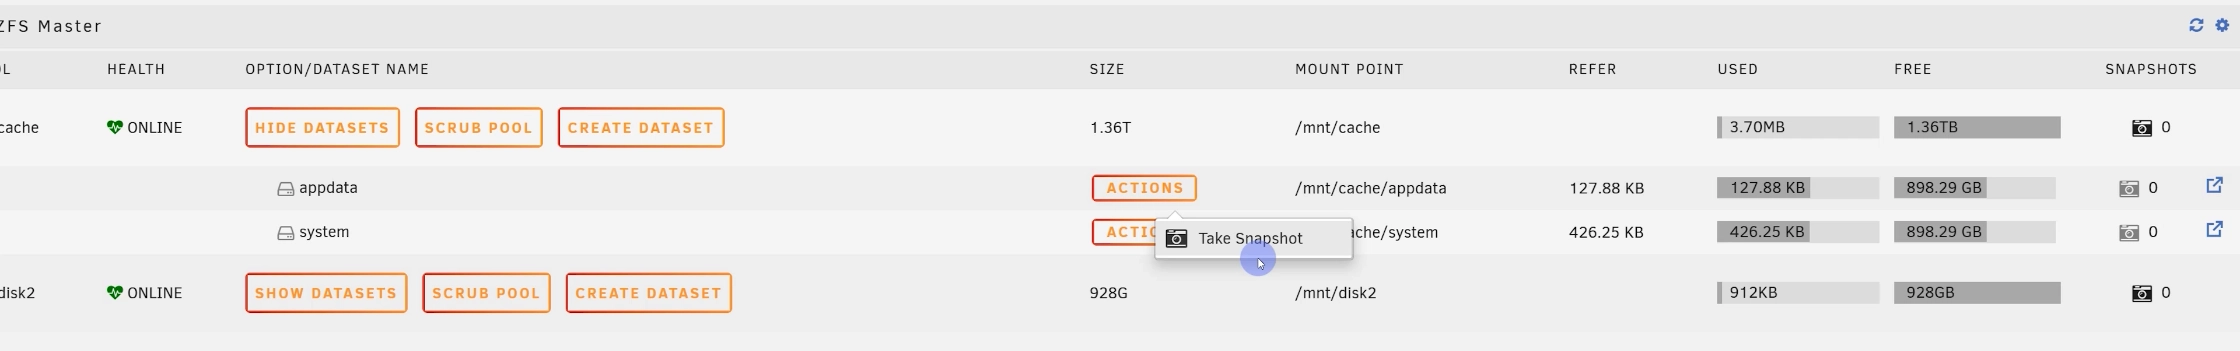 ZFS Master
OL HEALTH OPTION/DATASET NAME SIZE MOUNT POINT REFER USED FREE SNAPSHOTS
cache ONLINE HIDE DATASETS SCRUB POOL CREATE DATASET 1.36T /mnt/cache 3.70MB 1.36TB 0
appdata ACTIONS /mnt/cache/appdata 127.88 KB 127.88 KB 898.29 GB 0
system ACTIO Take Snapshot ache/system 426.25 KB 426.25 KB 898.29 GB 0
disk2 ONLINE SHOW DATASETS SCRUB POOL CREATE DATASET 928G /mnt/disk2 912KB 928GB 0